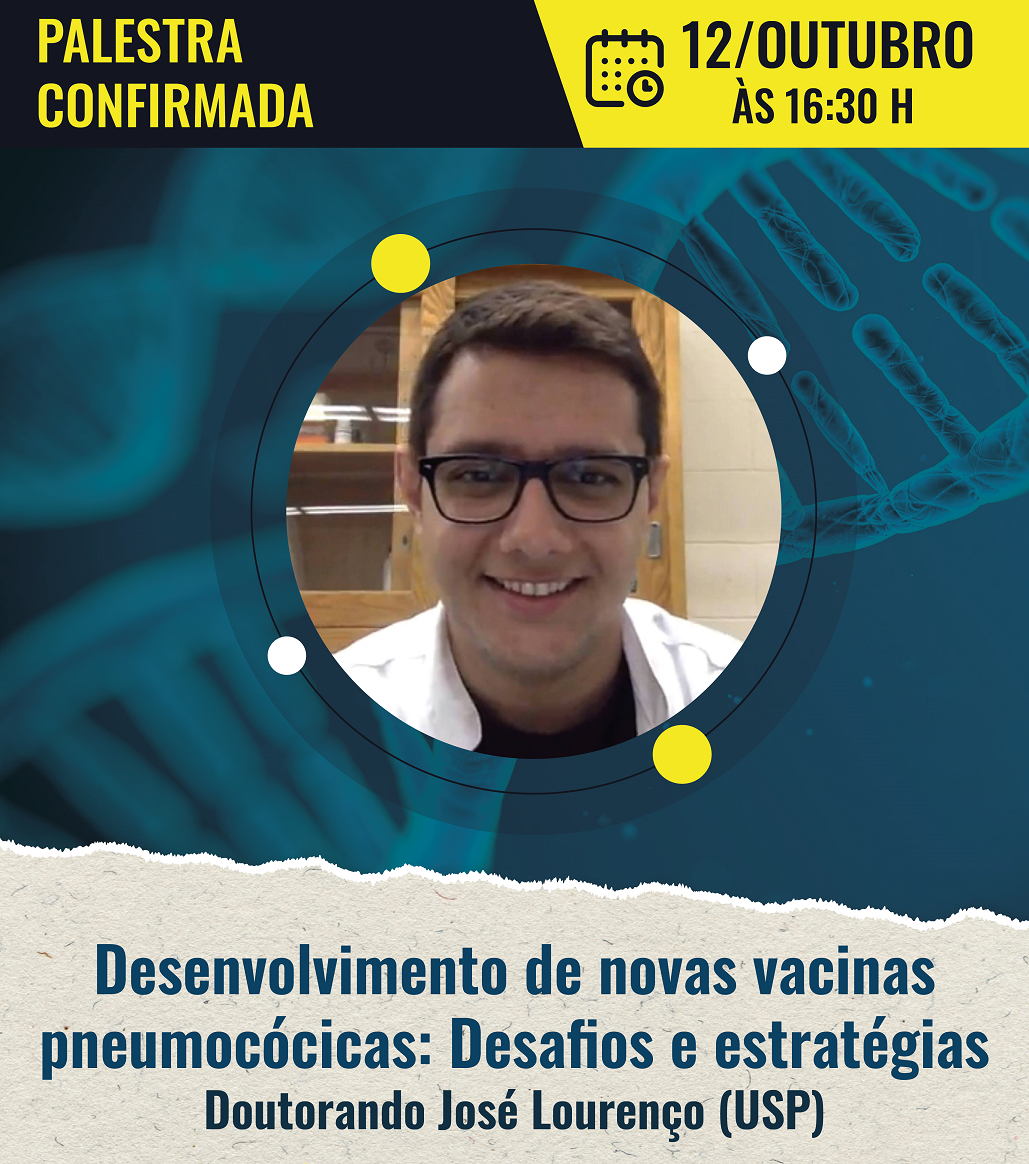 PALESTRA
CONFIRMADA
12/OUTUBRO
ÀS 16:30 H
Desenvolvimento de novas vacinas
pneumocócicas: Desafios e estratégias
Doutorando José Lourenço (USP)